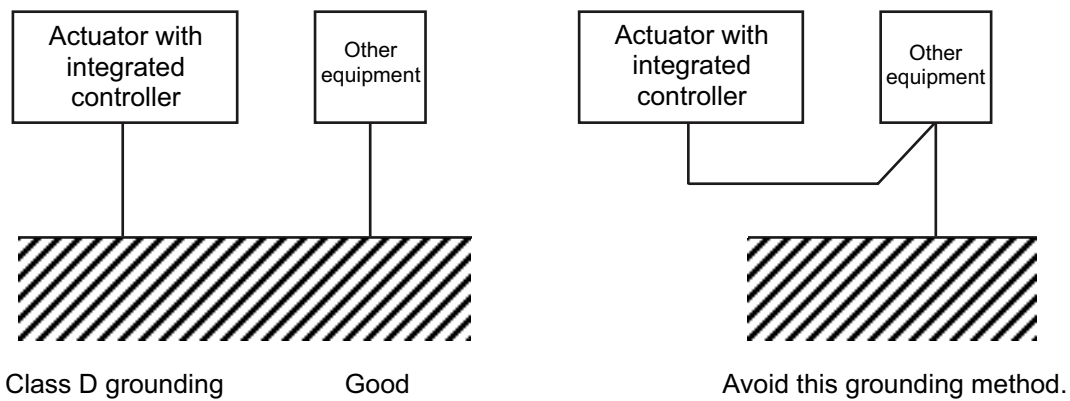 Actuator with
integrated
controller
Other
equipment
Actuator with
integrated
controller
Other
equipment
Class D grounding
Good
Avoid this grounding method.